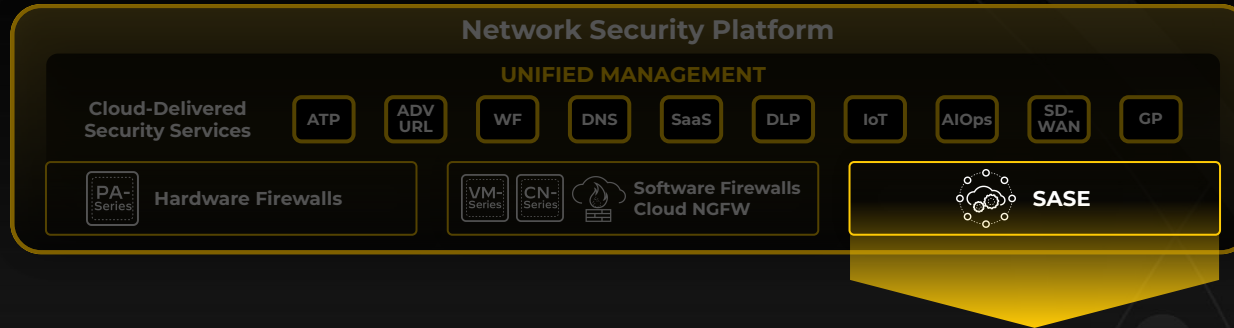 Network Security Platform
UNIFIED MANAGEMENT
Cloud-Delivered
Security Services
ATP
ADV
URL
WF
DNS
SaaS
DLP
IoT
AIOps
SD-
WAN
GP
PA-
Series
Hardware Firewalls
VM-
Series
CN-
Series
Software Firewalls
Cloud NGFW
SASE